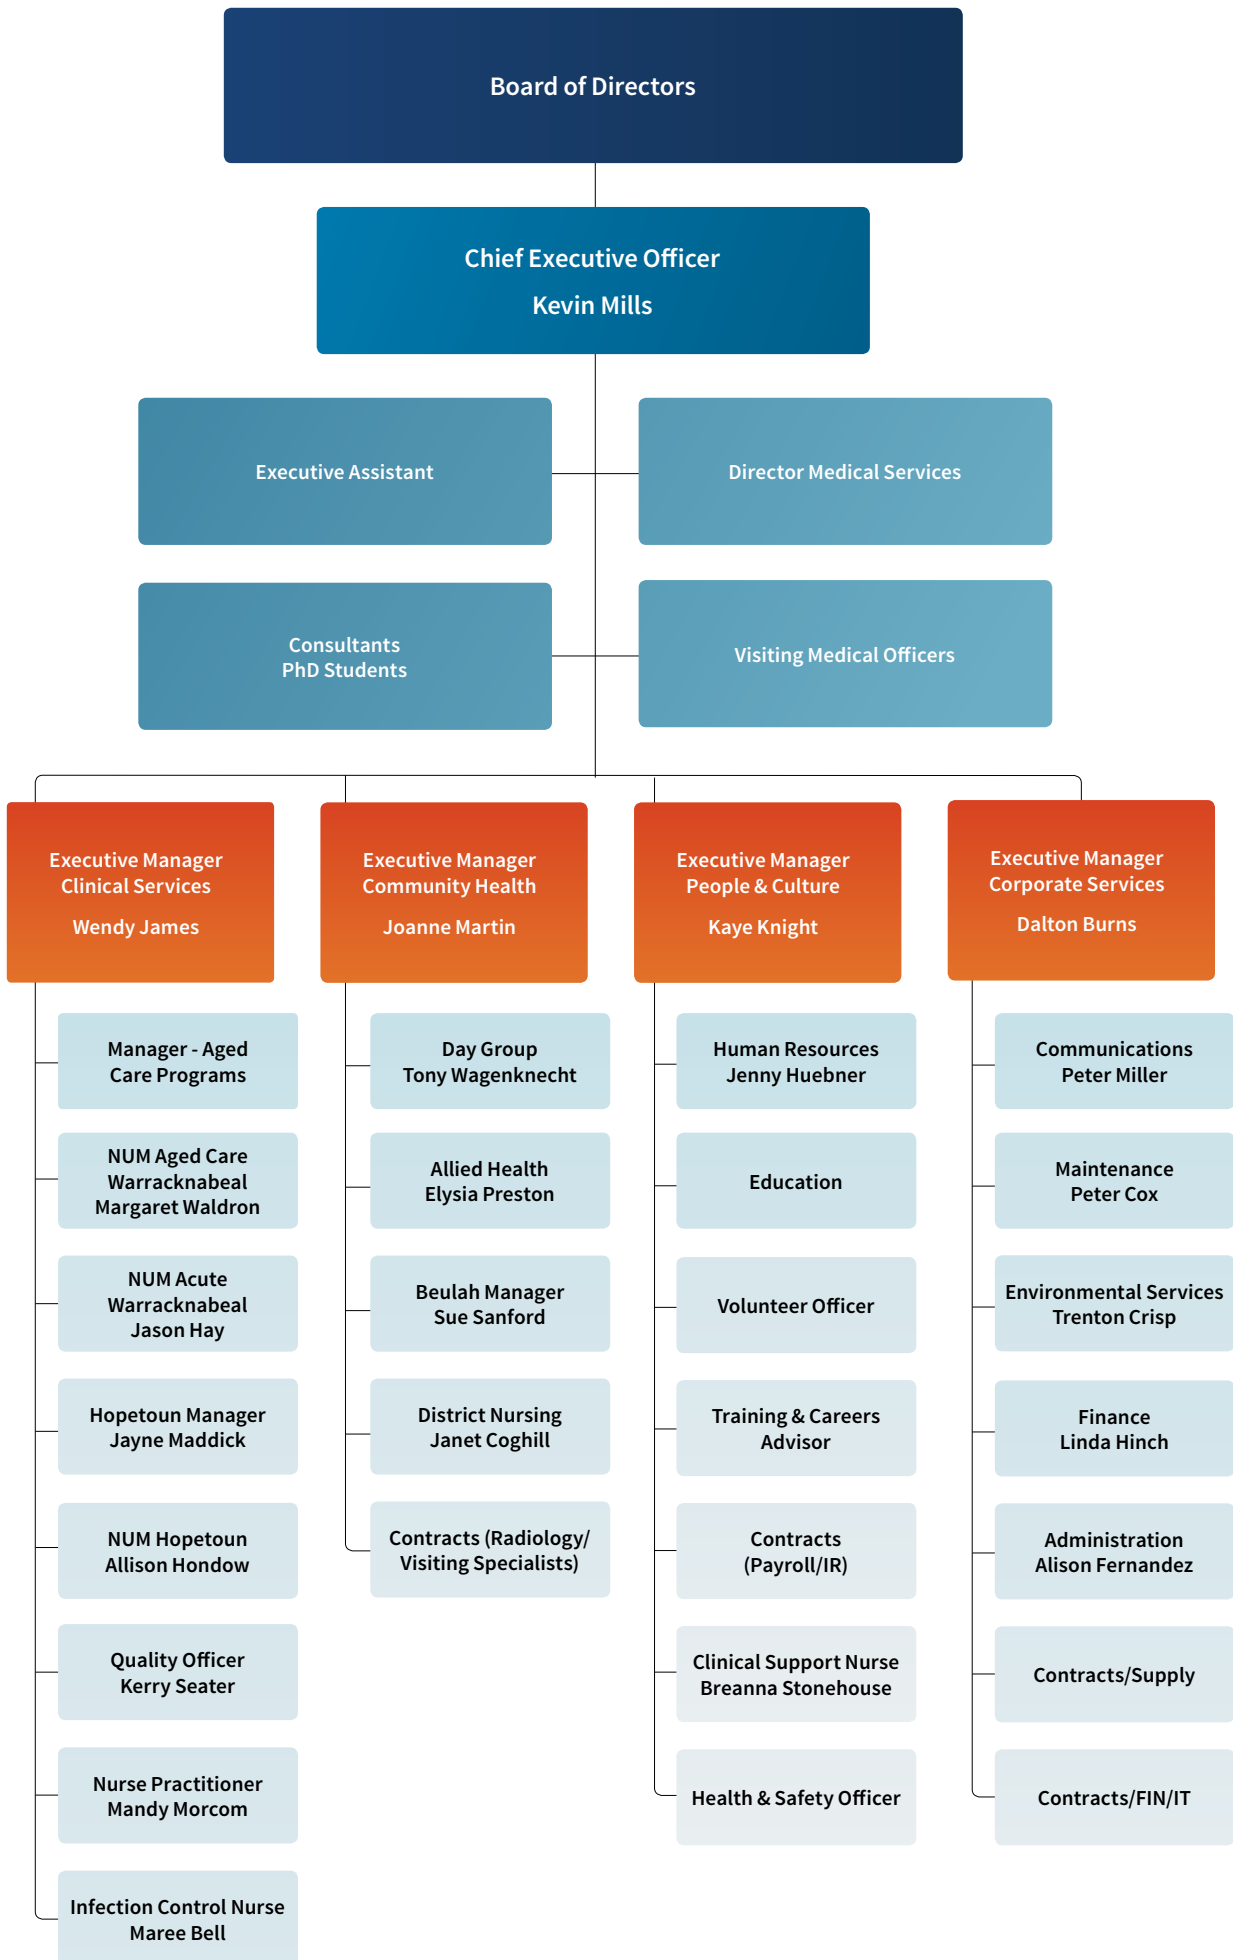 Board of Directors
Chief Executive Officer
Kevin Mills
Executive Assistant
Director Medical Services
Consultants
PhD Students
Visiting Medical Officers
Executive Manager
Clinical Services
Wendy James
Executive Manager
Community Health
Joanne Martin
Executive Manager
People & Culture
Kaye Knight
Executive Manager
Corporate Services
Dalton Burns
Manager - Aged
Care Programs
NUM Aged Care
Warracknabeal
Margaret Waldron
NUM Acute
Warracknabeal
Jason Hay
Hopetoun Manager
Jayne Maddick
NUM Hopetoun
Allison Hondow
Quality Officer
Kerry Seater
Nurse Practitioner
Mandy Morcom
Infection Control Nurse
Maree Bell
Day Group
Tony Wagenknecht
Allied Health
Elysia Preston
Beulah Manager
Sue Sanford
District Nursing
Janet Coghill
Contracts (Radiology/
Visiting Specialists)
Human Resources
Jenny Huebner
Education
Volunteer Officer
Training & Careers
Advisor
Contracts
(Payroll/IR)
Clinical Support Nurse
Breanna Stonehouse
Health & Safety Officer
Communications
Peter Miller
Maintenance
Peter Cox
Environmental Services
Trenton Crisp
Finance
Linda Hinch
Administration
Alison Fernandez
Contracts/Supply
Contracts/FIN/IT